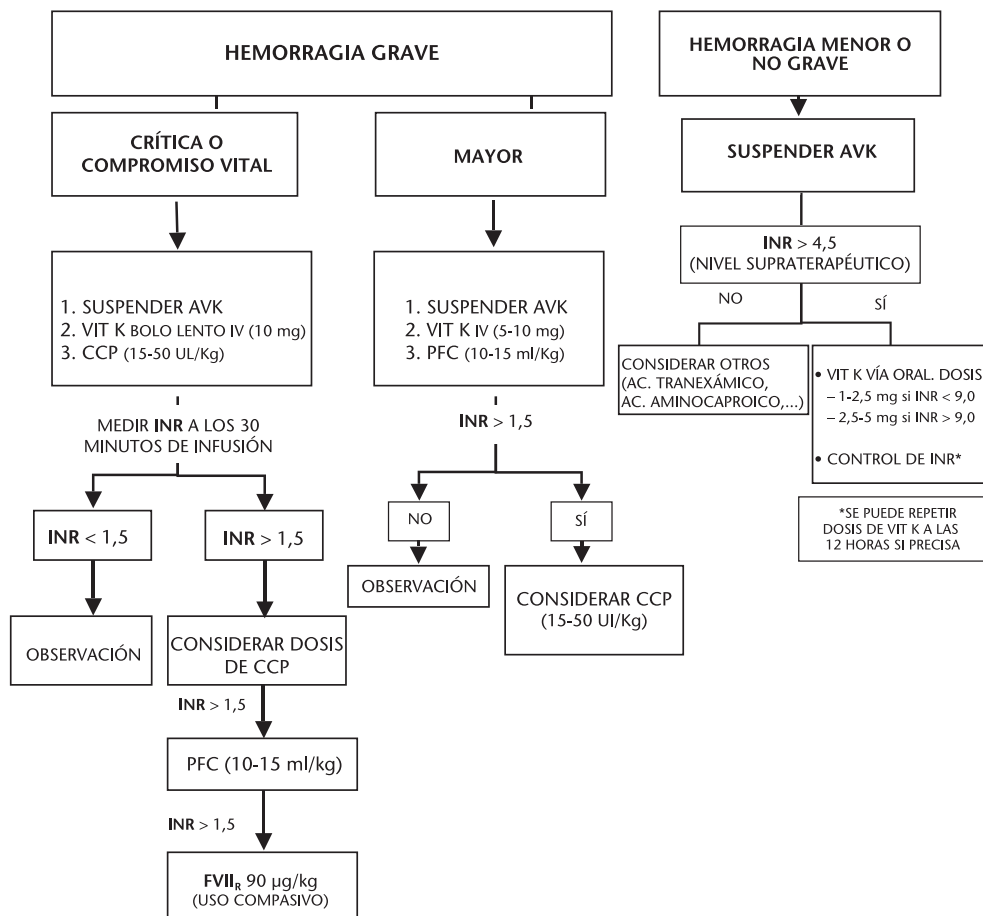 HEMORRAGIA GRAVE
CRÍTICA O
COMPROMISO VITAL
1. SUSPENDER AVK
2. VIT K BOLO LENTO IV (10 mg)
3. CCP (15-50 UL/Kg)
MEDIR INR A LOS 30
MINUTOS DE INFUSIÓN
INR < 1,5
INR > 1,5
OBSERVACIÓN
CONSIDERAR DOSIS
DE CCP
INR > 1,5
PFC (10-15 ml/kg)
INR > 1,5
FVIIR 90 µg/kg
(USO COMPASIVO)
MAYOR
1. SUSPENDER AVK
2. VIT K IV (5-10 mg)
3. PFC (10-15 ml/Kg)
INR > 1,5
NO
SÍ
OBSERVACIÓN
CONSIDERAR CCP
(15-50 UI/Kg)
HEMORRAGIA MENOR O
NO GRAVE
SUSPENDER AVK
INR > 4,5
(NIVEL SUPRATERAPÉUTICO)
NO
SÍ
CONSIDERAR OTROS
(AC. TRANEXÁMICO,
AC. AMINOCAPROICO,...)
• VIT K VÍA ORAL. DOSIS
– 1-2,5 mg si INR < 9,0
– 2,5-5 mg si INR > 9,0
• CONTROL DE INR*
*SE PUEDE REPETIR
DOSIS DE VIT K A LAS
12 HORAS SI PRECISA